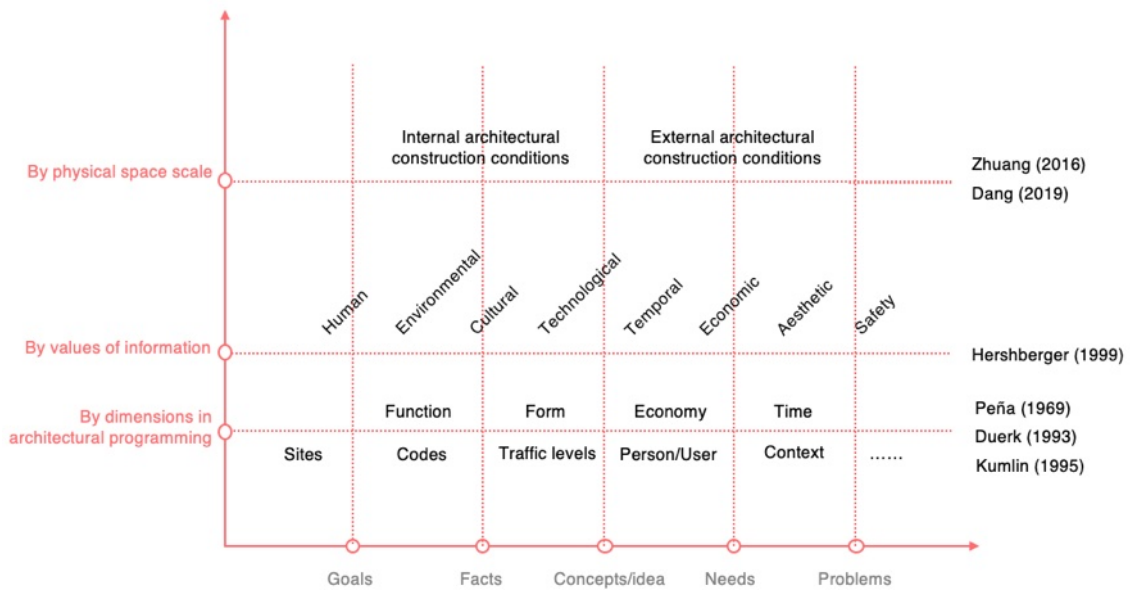 Internal architectural
construction conditions
External architectural
construction conditions
By physical space scale
Zhuang (2016)
Dang (2019)
Human
Environmental
Cultural
Technological
Temporal
Economic
Aesthetic
Safety
By values of information
Hershberger (1999)
By dimensions in
architectural programming
Function
Form
Economy
Time
Peña (1969)
Duerk (1993)
Kumlin (1995)
Sites
Codes
Traffic levels
Person/User
Context
......
Goals
Facts
Concepts/idea
Needs
Problems